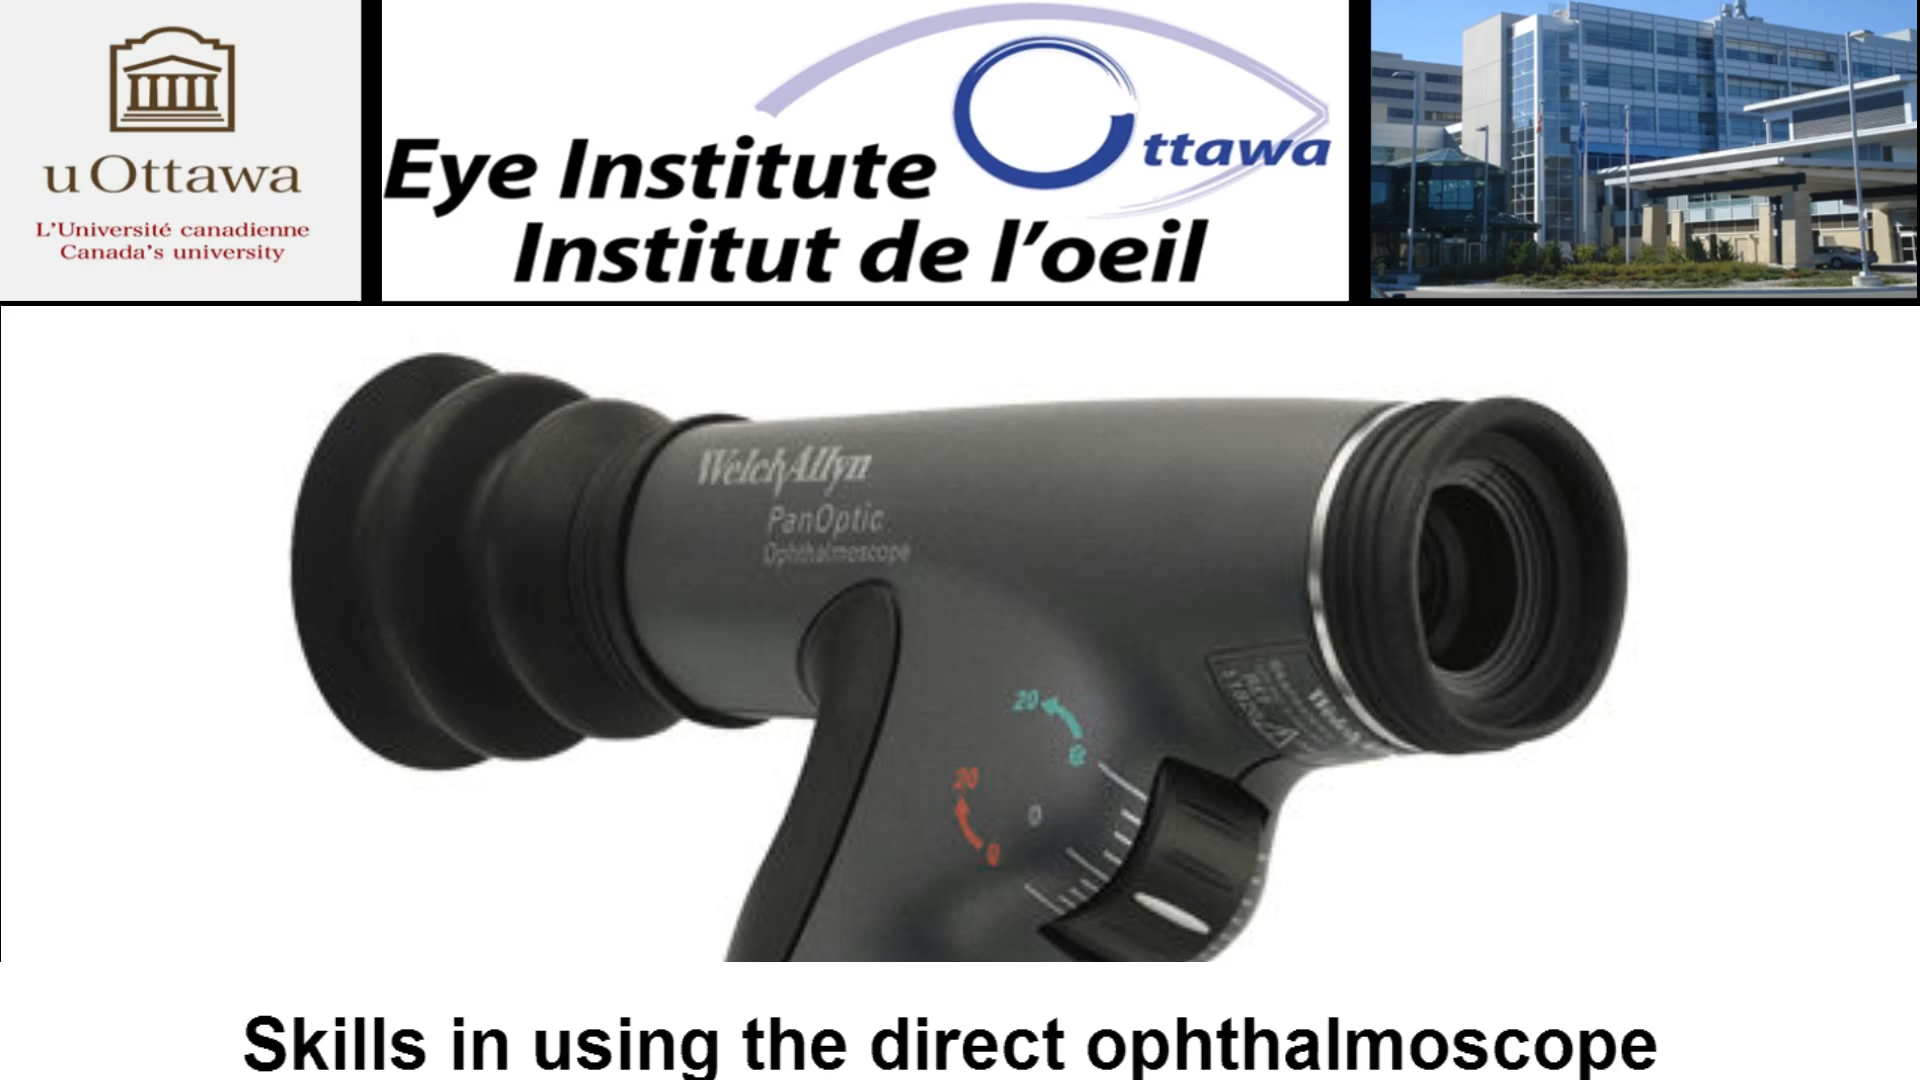 uOttawa
L'Université canadienne
Canada's university
Eye Institute Ottawa
Institut de l'oeil
WelchAllyn
PanOptic
Ophthalmoscope
20
20
0
0
Skills in using the direct ophthalmoscope